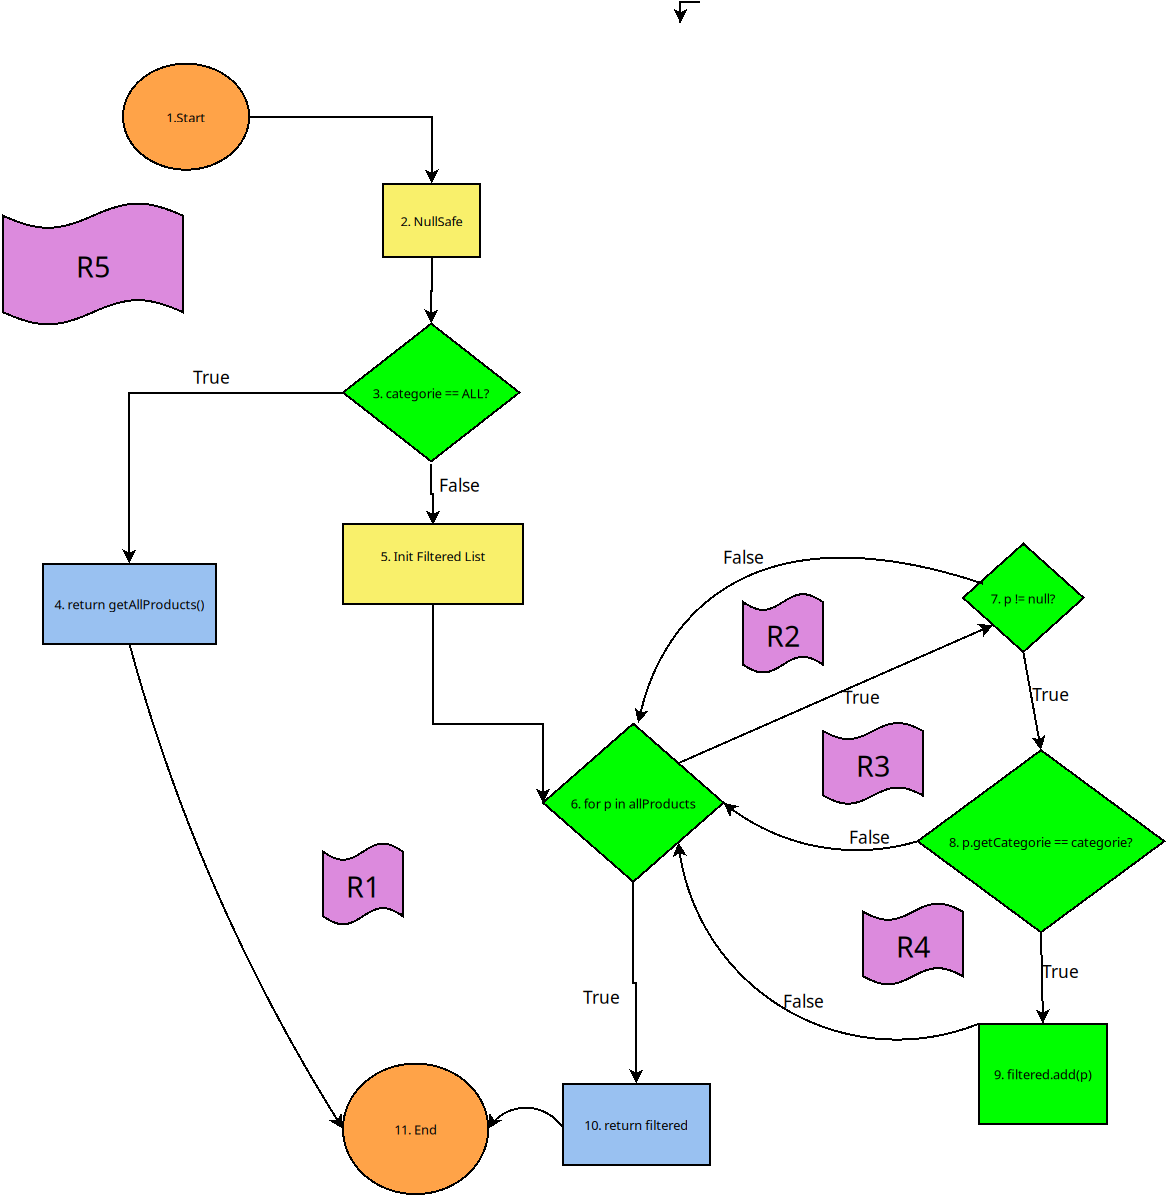 1.Start
2. NullSafe
R5
True
3. categorie == ALL?
False
5. Init Filtered List
4. return getAllProducts()
False
7. p != null?
R2
True
True
R3
6. for p in allProducts
False
8. p.getCategorie == categorie?
R1
R4
True
True
False
9. filtered.add(p)
11. End
10. return filtered